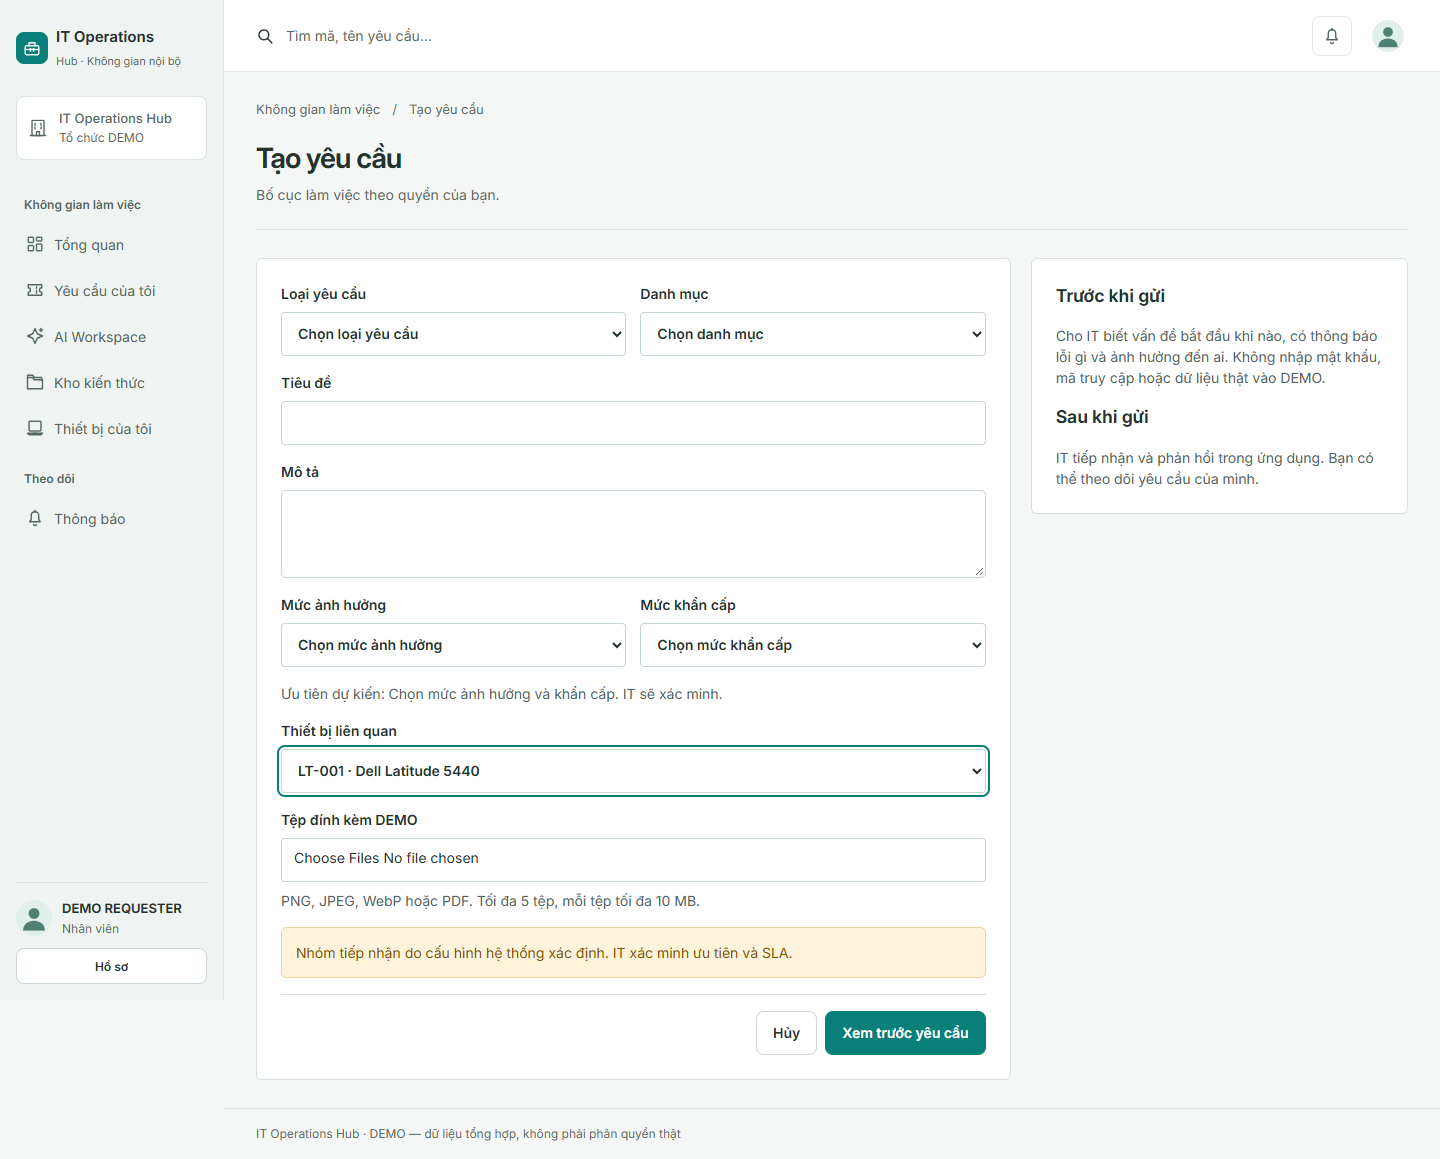 IT Operations
Hub · Không gian nội bộ
IT Operations Hub
Tổ chức DEMO
Không gian làm việc
Tổng quan
Yêu cầu của tôi
AI Workspace
Kho kiến thức
Thiết bị của tôi
Theo dõi
Thông báo
DEMO REQUESTER
Nhân viên
Hồ sơ
Tìm mã, tên yêu cầu...
Không gian làm việc / Tạo yêu cầu
Tạo yêu cầu
Bố cục làm việc theo quyền của bạn.
Loại yêu cầu
Chọn loại yêu cầu
Danh mục
Chọn danh mục
Tiêu đề
Mô tả
Mức ảnh hưởng
Chọn mức ảnh hưởng
Mức khẩn cấp
Chọn mức khẩn cấp
Ưu tiên dự kiến: Chọn mức ảnh hưởng và khẩn cấp. IT sẽ xác minh.
Thiết bị liên quan
LT-001 · Dell Latitude 5440
Tệp đính kèm DEMO
Choose Files No file chosen
PNG, JPEG, WebP hoặc PDF. Tối đa 5 tệp, mỗi tệp tối đa 10 MB.
Nhóm tiếp nhận do cấu hình hệ thống xác định. IT xác minh ưu tiên và SLA.
Hủy
Xem trước yêu cầu
Trước khi gửi
Cho IT biết vấn đề bắt đầu khi nào, có thông báo
lỗi gì và ảnh hưởng đến ai. Không nhập mật khẩu,
mã truy cập hoặc dữ liệu thật vào DEMO.
Sau khi gửi
IT tiếp nhận và phản hồi trong ứng dụng. Bạn có
thể theo dõi yêu cầu của mình.
IT Operations Hub · DEMO — dữ liệu tổng hợp, không phải phân quyền thật